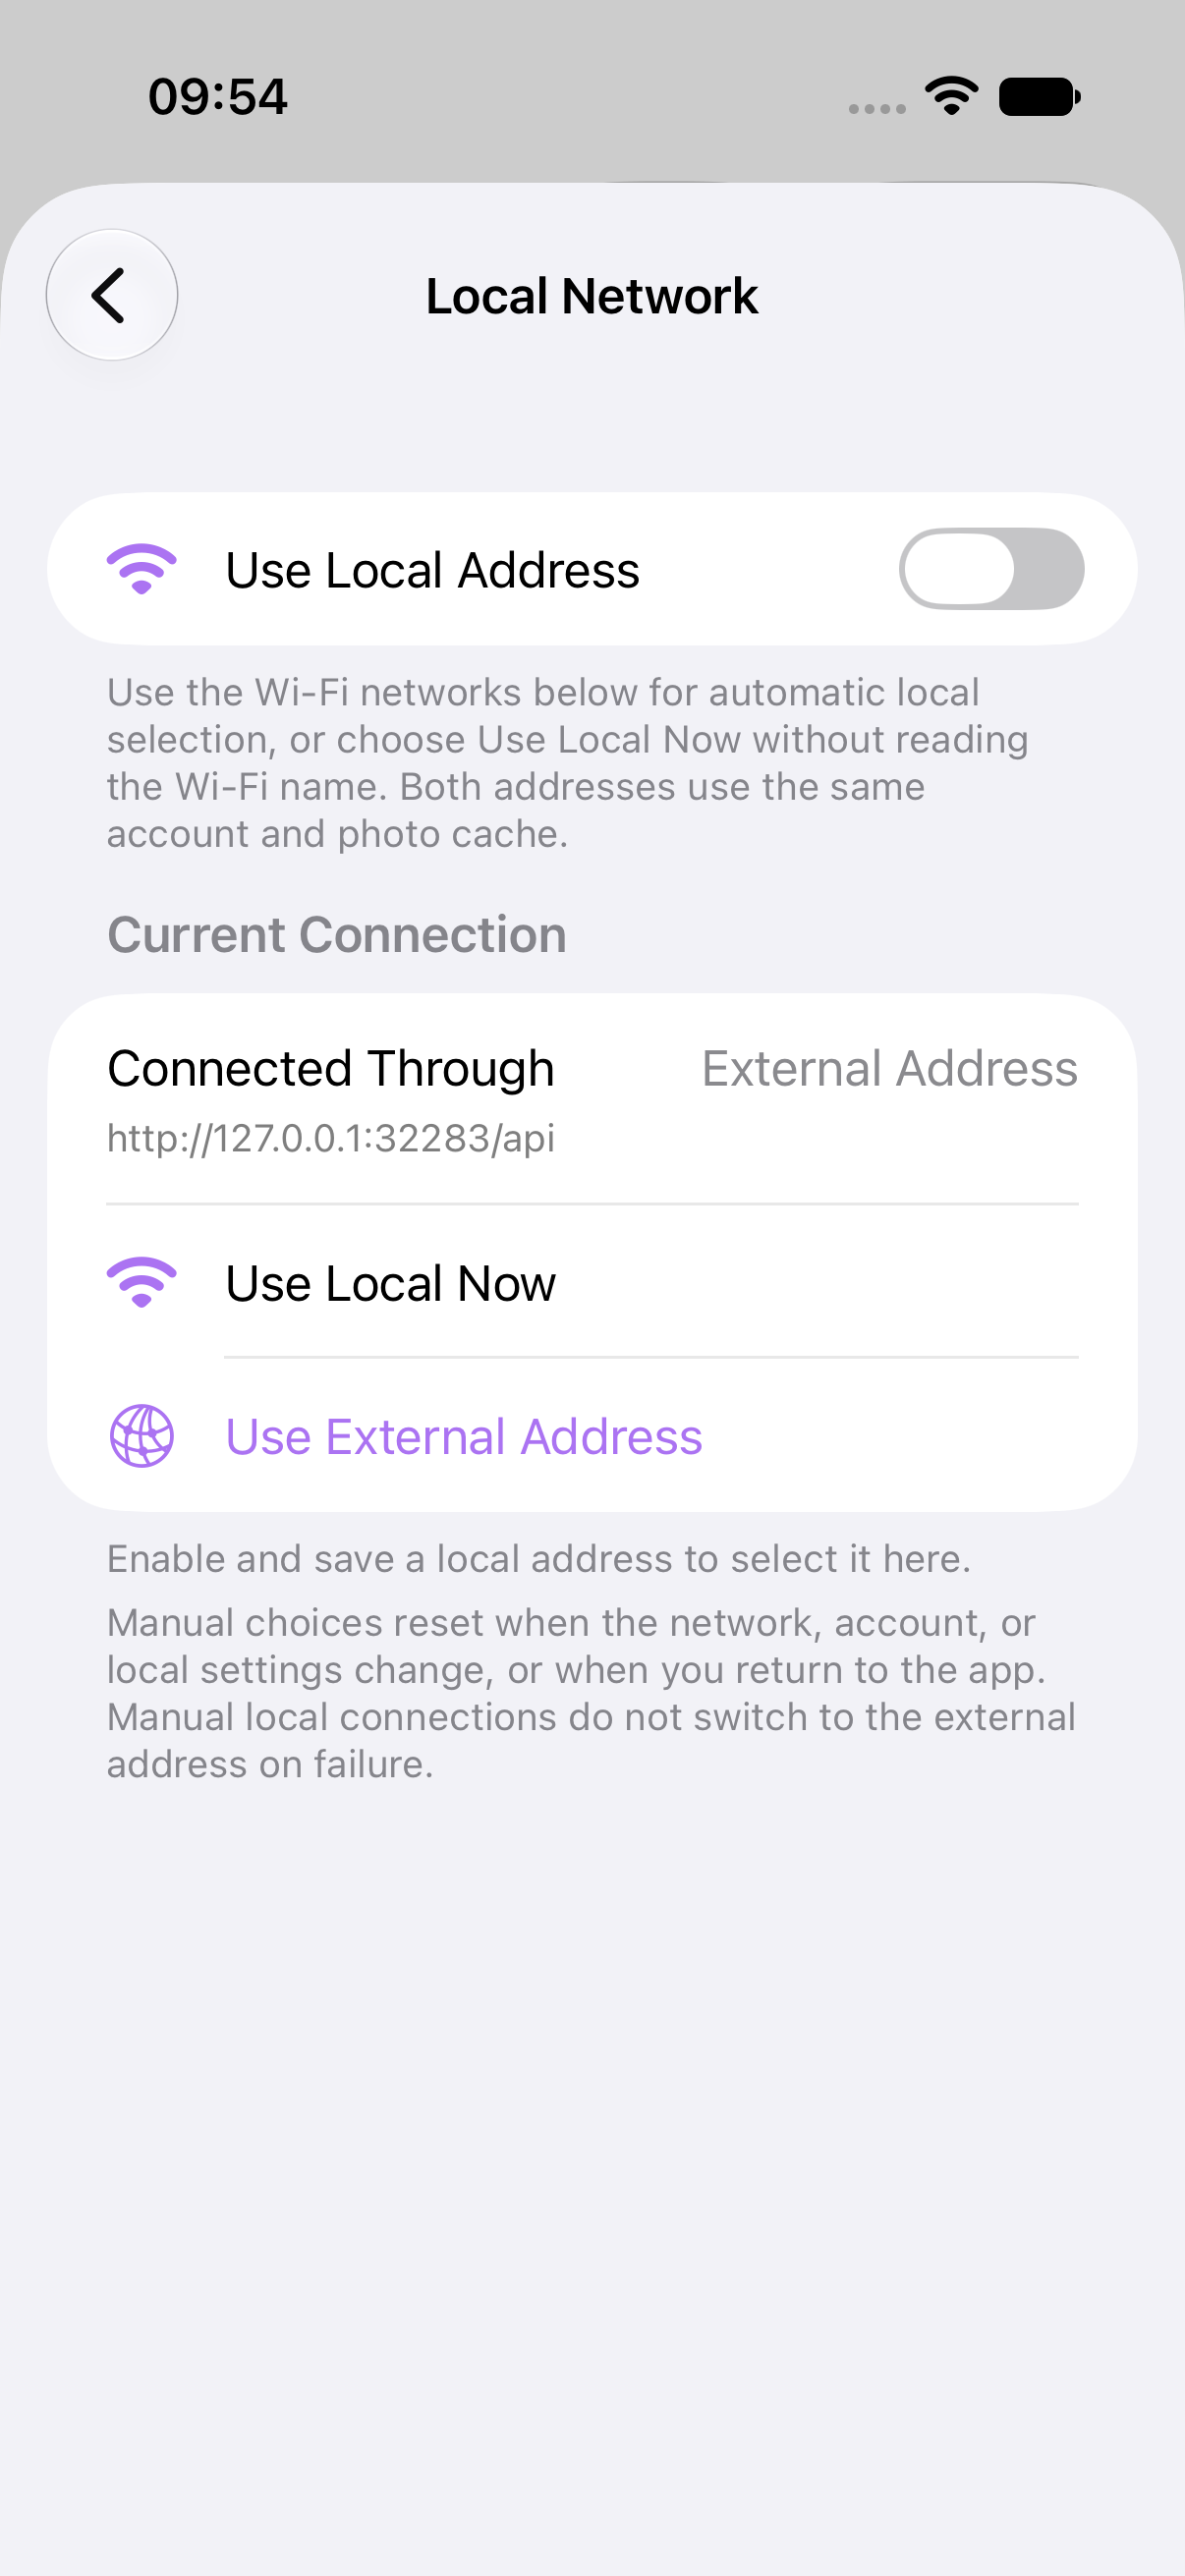 09:54
Local Network
Use Local Address
Use the Wi-Fi networks below for automatic local
selection, or choose Use Local Now without reading
the Wi-Fi name. Both addresses use the same
account and photo cache.
Current Connection
Connected Through External Address
http://127.0.0.1:32283/api
Use Local Now
Use External Address
Enable and save a local address to select it here.
Manual choices reset when the network, account, or
local settings change, or when you return to the app.
Manual local connections do not switch to the external
address on failure.